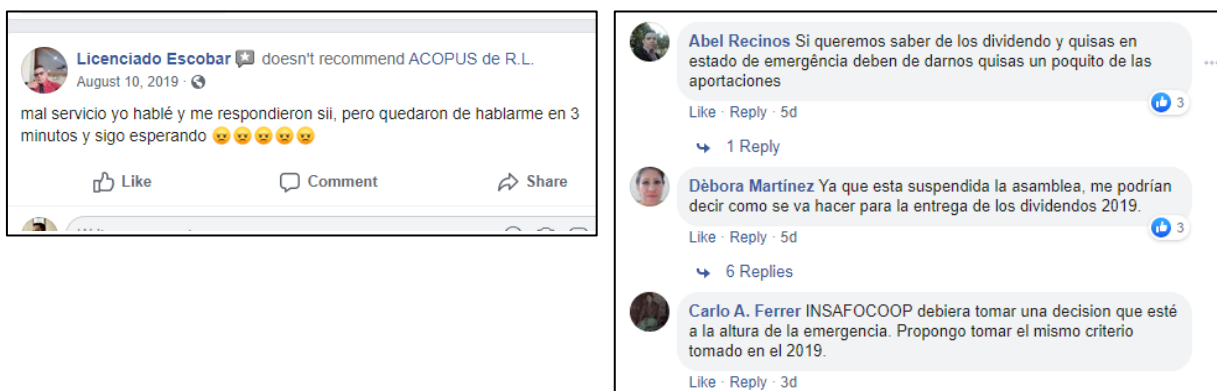 Licenciado Escobar doesn't recommend ACOPUS de R.L.
August 10, 2019 ·
mal servicio yo hablé y me respondieron sii, pero quedaron de hablarme en 3
minutos y sigo esperando 😠😠😠😠😠
Like Comment Share
Abel Recinos Si queremos saber de los dividendo y quisas en
estado de emergência deben de darnos quisas un poquito de las
aportaciones
3
Like · Reply · 5d
1 Reply
Dèbora Martínez Ya que esta suspendida la asamblea, me podrían
decir como se va hacer para la entrega de los dividendos 2019.
3
Like · Reply · 5d
6 Replies
Carlo A. Ferrer INSAFOCOOP debiera tomar una decision que esté
a la altura de la emergencia. Propongo tomar el mismo criterio
tomado en el 2019.
Like · Reply · 3d